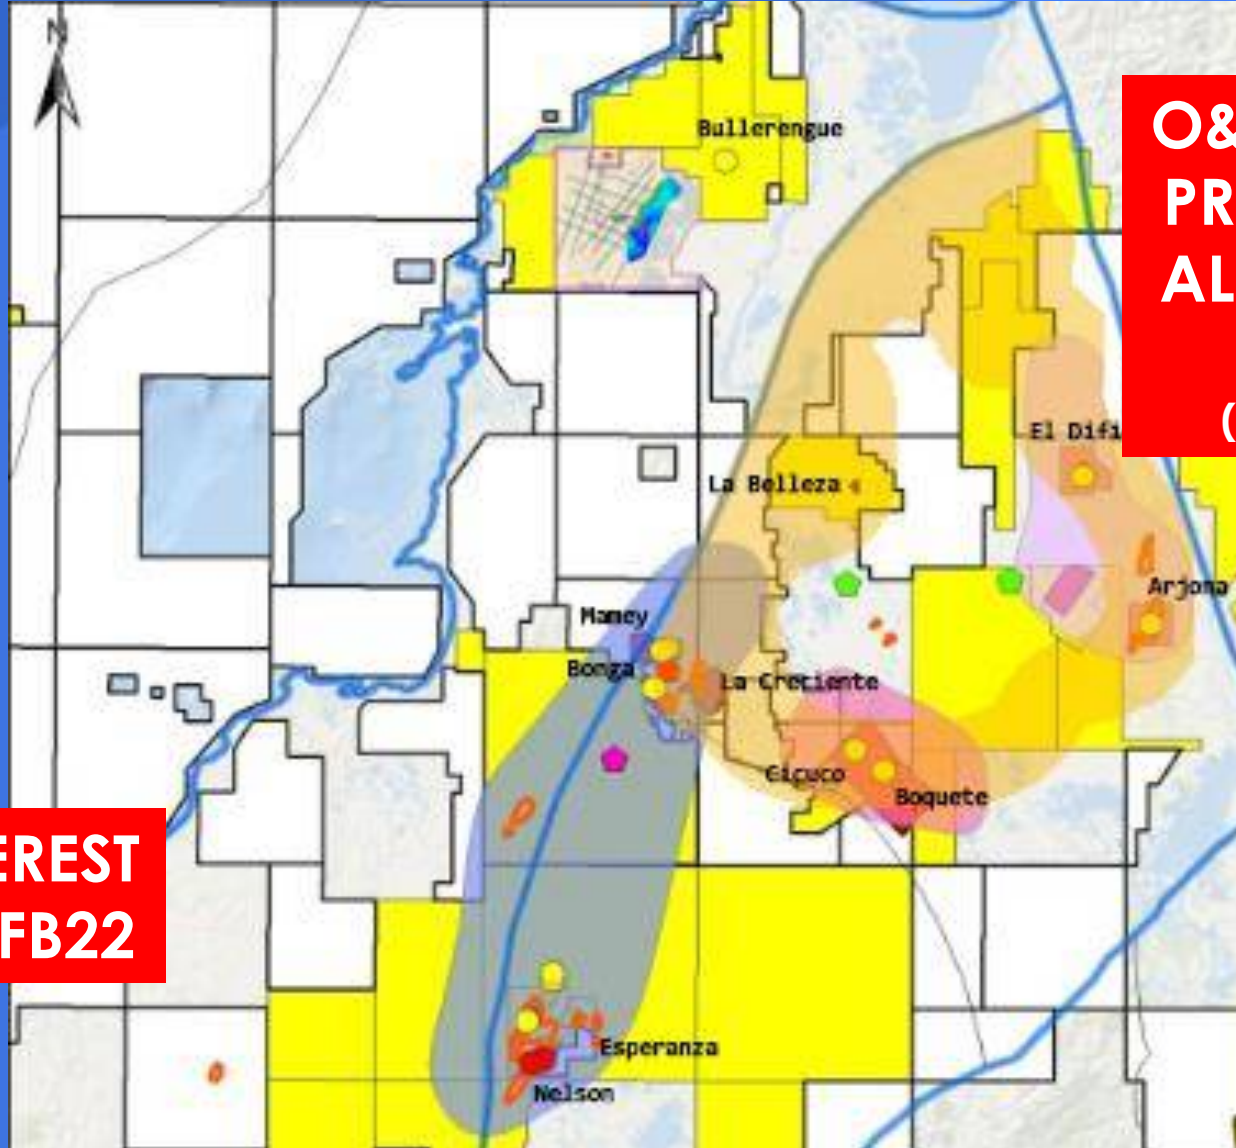 N
Bullerengue
O&
PR
AL
(
El Difi
La Belleza
Arjona
Mamey
Bonga
La Creciente
Cicuco
Boquete
EREST
FB22
Esperanza
Nelson